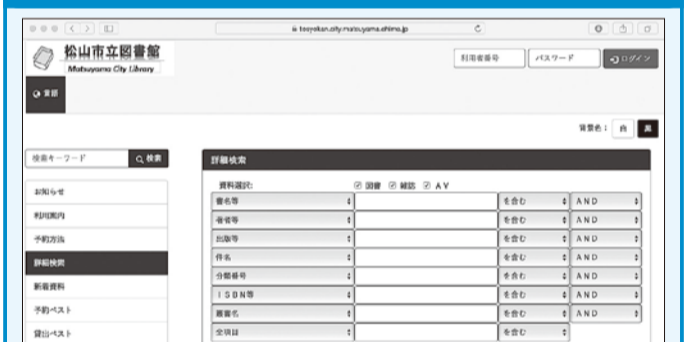 tosyokan.city.matsuyama.ehime.jp
松山市立図書館
Matsuyama City Library
利用者番号 パスワード ログイン
言語
背景色： 白 黒
検索キーワード 検索
詳細検索
資料選択: 図書 雑誌 AV
お知らせ
利用案内
予約方法
詳細検索
新着資料
予約ベスト
貸出ベスト
書名等 を含む AND
著者等 を含む AND
出版等 を含む AND
件名 を含む AND
分類番号 を含む AND
ISBN等 を含む AND
叢書名 を含む AND
全項目 を含む